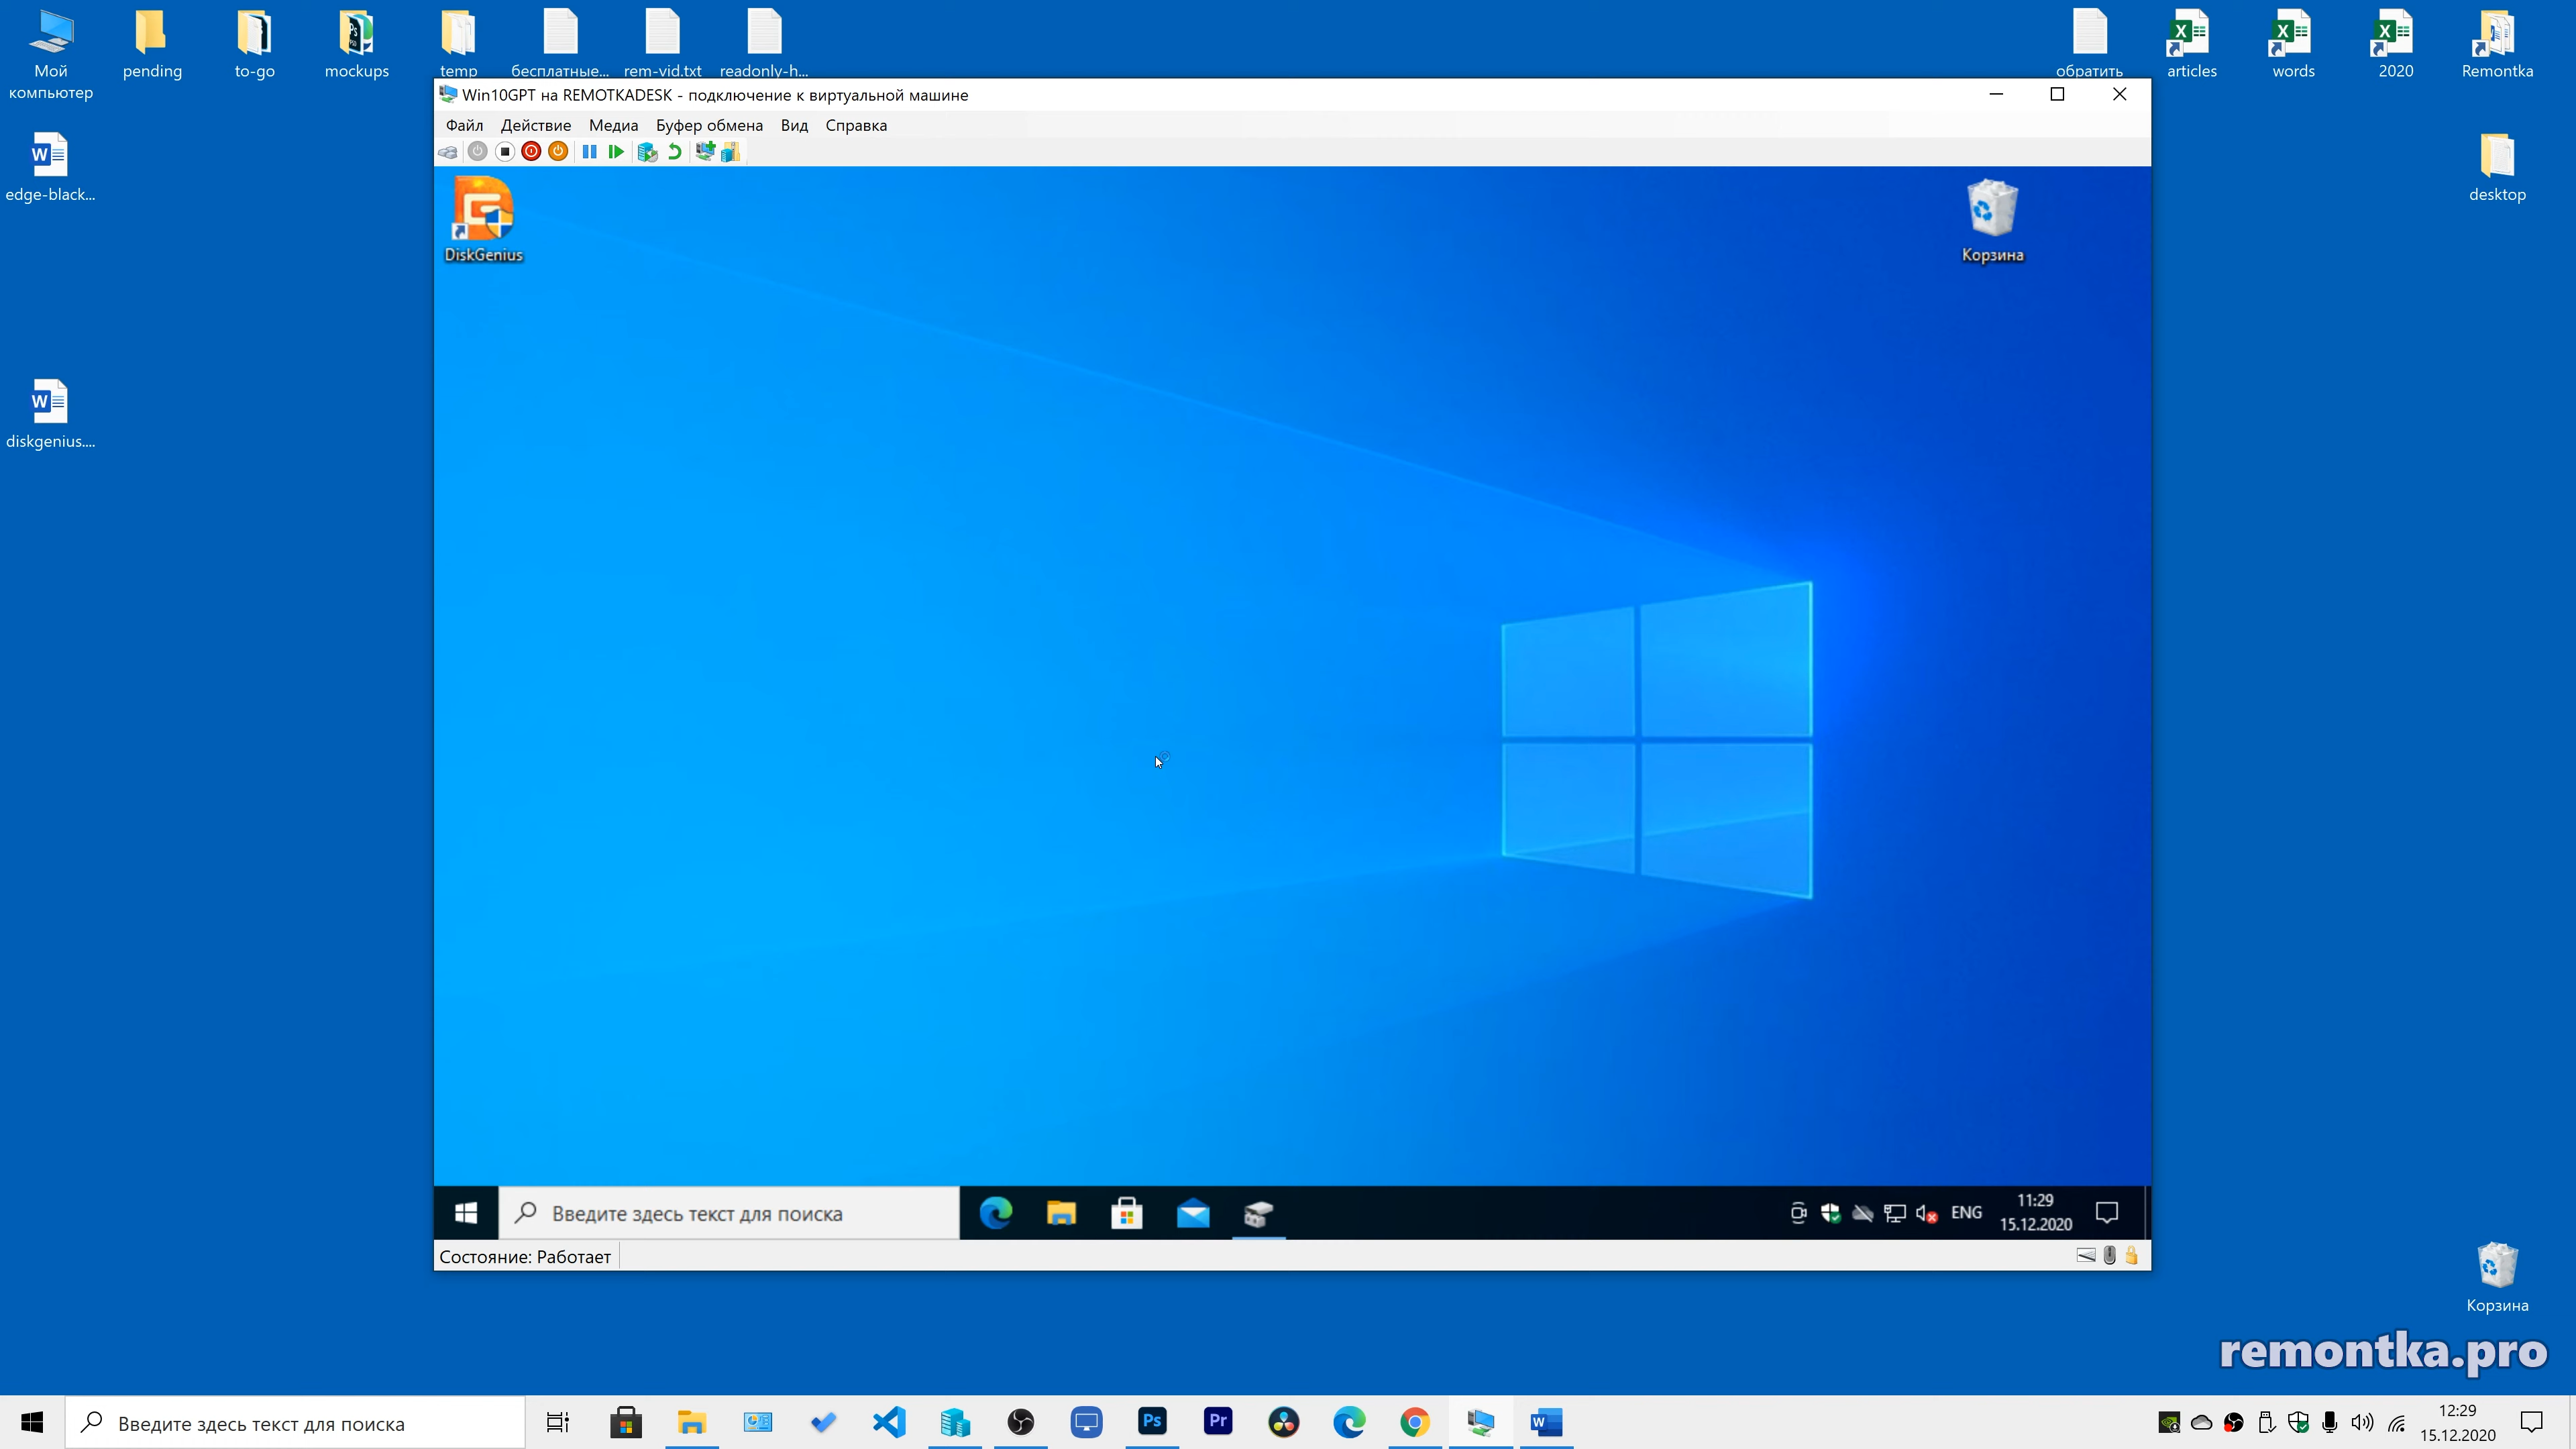 Мой
компьютер
pending
to-go
mockups
temp
бесплатные...
rem-vid.txt
readonly-h...
обратить
articles
words
2020
Remontka
edge-black...
desktop
diskgenius....
Win10GPT на REMOTKADESK - подключение к виртуальной машине
Файл Действие Медиа Буфер обмена Вид Справка
DiskGenius
Корзина
Введите здесь текст для поиска
ENG
11:29
15.12.2020
Состояние: Работает
Корзина
remontka.pro
Введите здесь текст для поиска
Ps
Pr
12:29
15.12.2020